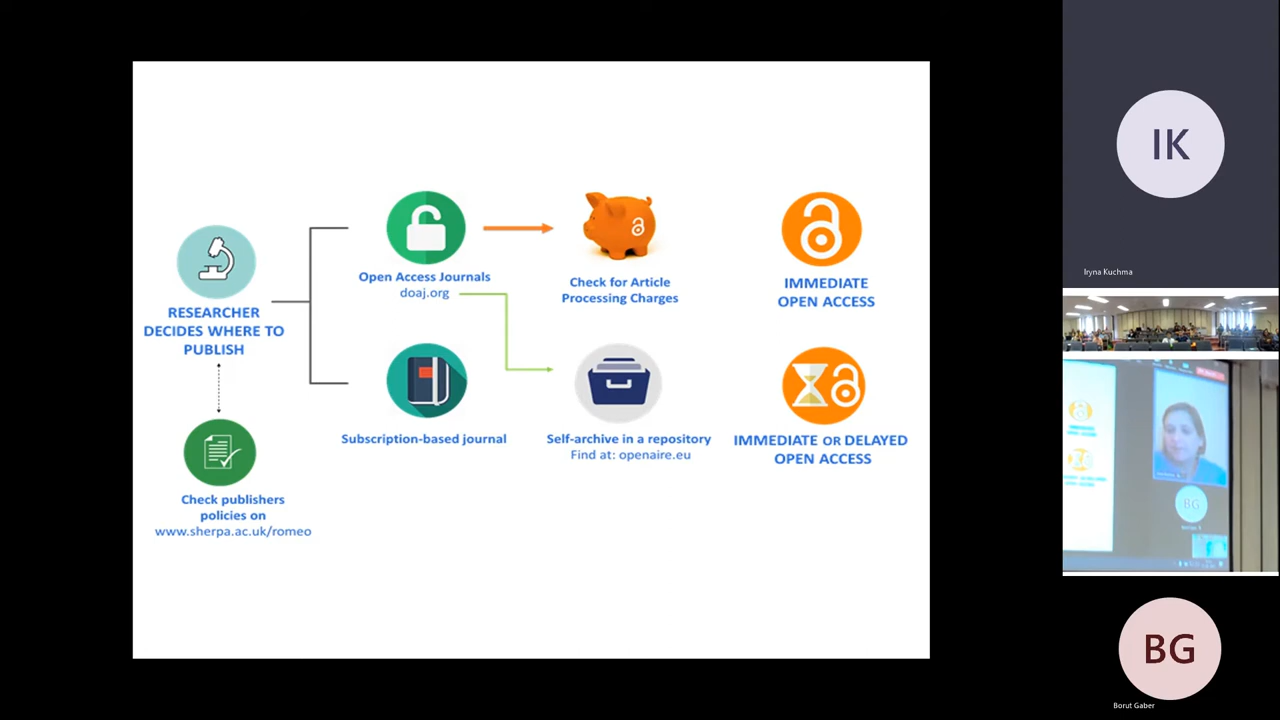 RESEARCHER
DECIDES WHERE TO
PUBLISH
Check publishers
policies on
www.sherpa.ac.uk/romeo
Open Access Journals
doaj.org
Subscription-based journal
Check for Article
Processing Charges
Self-archive in a repository
Find at: openaire.eu
IMMEDIATE
OPEN ACCESS
IMMEDIATE OR DELAYED
OPEN ACCESS
IK
Iryna Kuchma
BG
BG
Borut Gaber